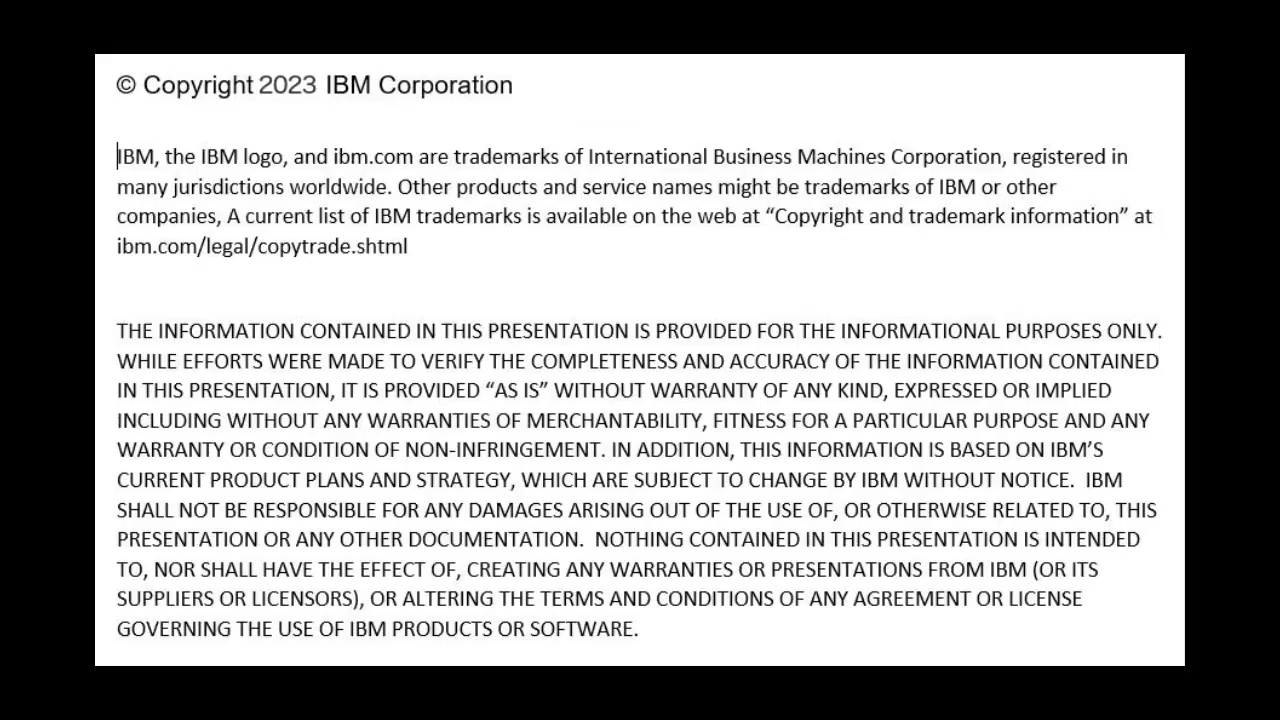 © Copyright 2023 IBM Corporation
IBM, the IBM logo, and ibm.com are trademarks of International Business Machines Corporation, registered in
many jurisdictions worldwide. Other products and service names might be trademarks of IBM or other
companies, A current list of IBM trademarks is available on the web at “Copyright and trademark information” at
ibm.com/legal/copytrade.shtml
THE INFORMATION CONTAINED IN THIS PRESENTATION IS PROVIDED FOR THE INFORMATIONAL PURPOSES ONLY.
WHILE EFFORTS WERE MADE TO VERIFY THE COMPLETENESS AND ACCURACY OF THE INFORMATION CONTAINED
IN THIS PRESENTATION, IT IS PROVIDED “AS IS” WITHOUT WARRANTY OF ANY KIND, EXPRESSED OR IMPLIED
INCLUDING WITHOUT ANY WARRANTIES OF MERCHANTABILITY, FITNESS FOR A PARTICULAR PURPOSE AND ANY
WARRANTY OR CONDITION OF NON-INFRINGEMENT. IN ADDITION, THIS INFORMATION IS BASED ON IBM’S
CURRENT PRODUCT PLANS AND STRATEGY, WHICH ARE SUBJECT TO CHANGE BY IBM WITHOUT NOTICE.  IBM
SHALL NOT BE RESPONSIBLE FOR ANY DAMAGES ARISING OUT OF THE USE OF, OR OTHERWISE RELATED TO, THIS
PRESENTATION OR ANY OTHER DOCUMENTATION.  NOTHING CONTAINED IN THIS PRESENTATION IS INTENDED
TO, NOR SHALL HAVE THE EFFECT OF, CREATING ANY WARRANTIES OR PRESENTATIONS FROM IBM (OR ITS
SUPPLIERS OR LICENSORS), OR ALTERING THE TERMS AND CONDITIONS OF ANY AGREEMENT OR LICENSE
GOVERNING THE USE OF IBM PRODUCTS OR SOFTWARE.